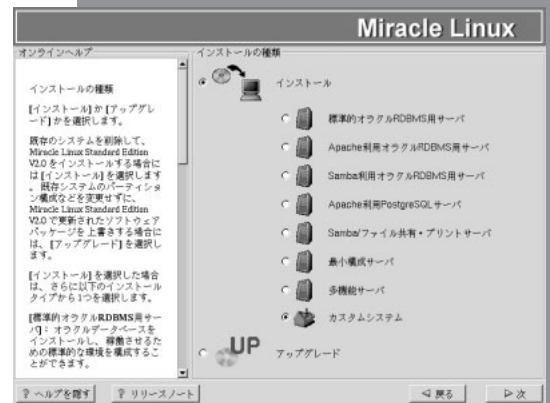 Miracle Linux
オンラインヘルプ
インストールの種類
[インストール]か[アップグレ
ード]かを選択します。
既存のシステムを削除して、
Miracle Linux Standard Edition
V2.0 をインストールする場合に
は[インストール]を選択します
。既存システムのパーティショ
ン構成などを変更せずに、
Miracle Linux Standard Edition
V2.0 で更新されたソフトウェア
パッケージを上書きする場合に
は、[アップグレード]を選択し
ます。
[インストール]を選択した場合
は、さらに以下のインストール
タイプから1つを選択します。
[標準的オラクルRDBMS用サー
バ]：オラクルデータベースを
インストールし、稼働させるた
めの標準的な環境を構成するこ
とができます。
インストールの種類
インストール
標準的オラクルRDBMS用サーバ
Apache利用オラクルRDBMS用サーバ
Samba利用オラクルRDBMS用サーバ
Apache利用PostgreSQLサーバ
Samba/ファイル共有・プリントサーバ
最小構成サーバ
多機能サーバ
カスタムシステム
UP
アップグレード
? ヘルプを隠す
? リリースノート
戻る
次